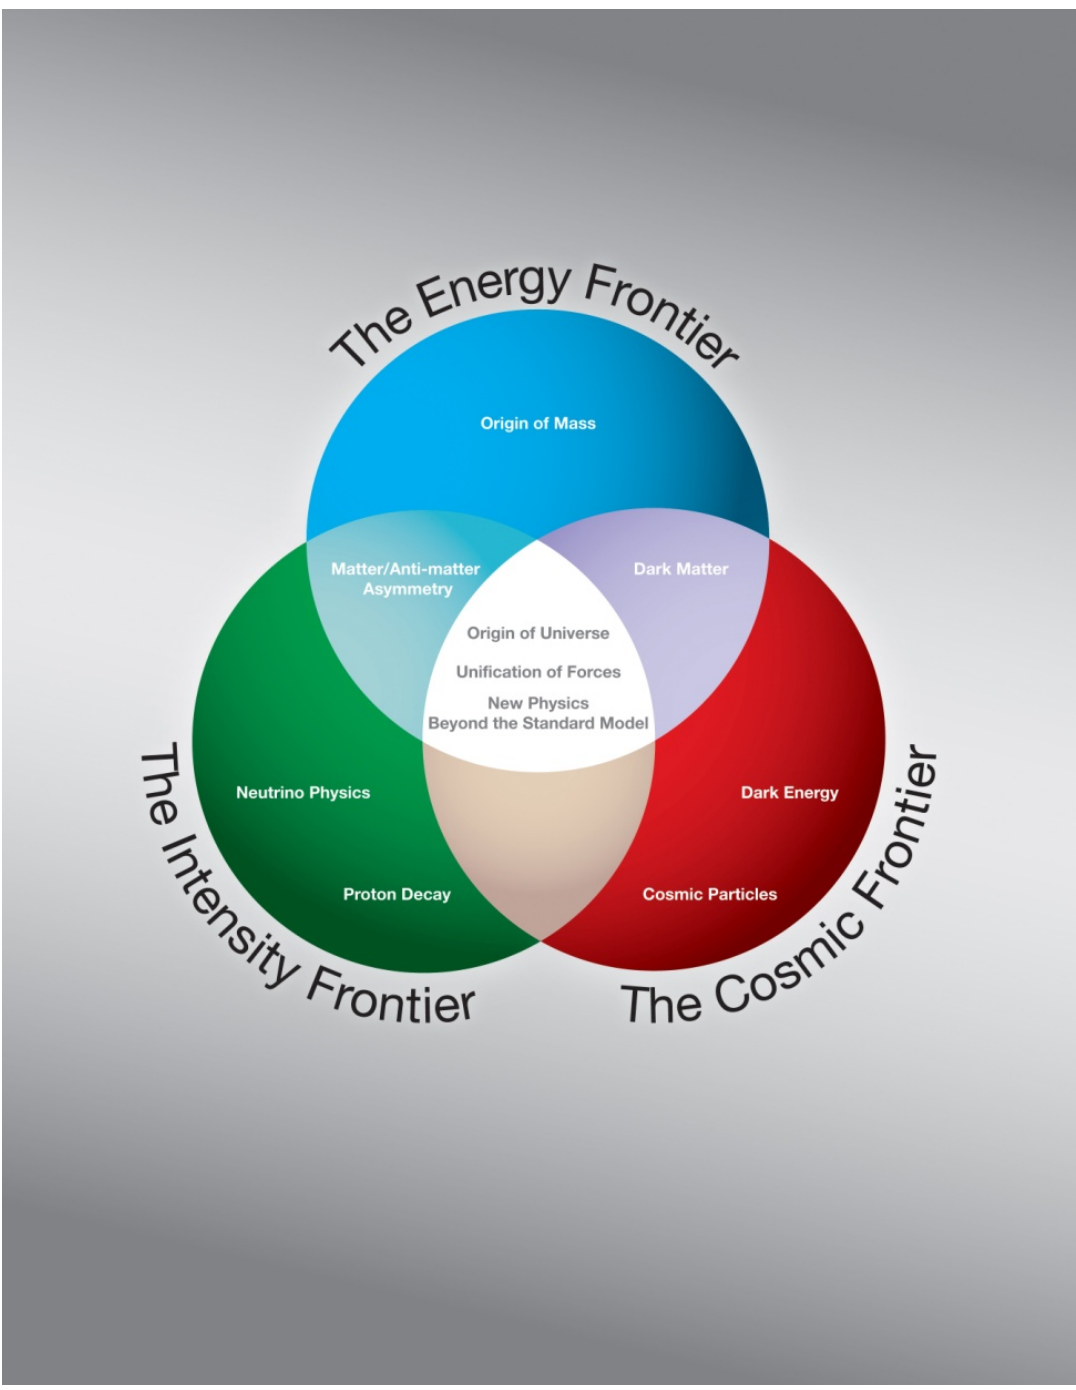 The Energy Frontier
Origin of Mass
Matter/Anti-matter
Asymmetry
Dark Matter
Origin of Universe
Unification of Forces
New Physics
Beyond the Standard Model
Neutrino Physics
Dark Energy
Proton Decay
Cosmic Particles
The Intensity Frontier
The Cosmic Frontier